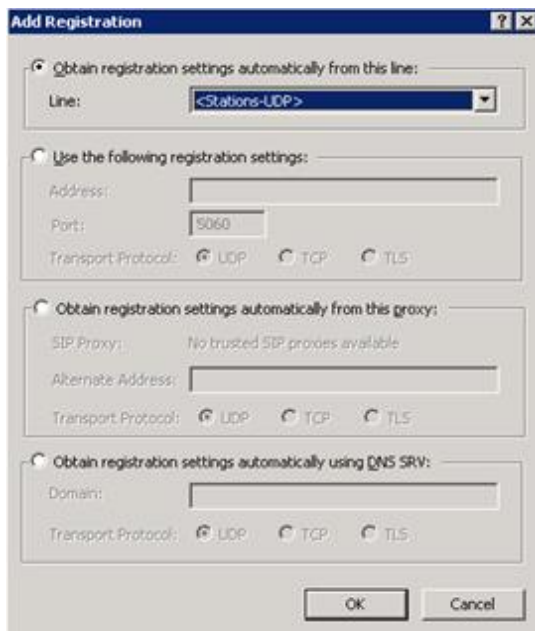 Add Registration
Obtain registration settings automatically from this line:
Line: <Stations-UDP>
Use the following registration settings:
Address:
Port: 5060
Transport Protocol: UDP TCP TLS
Obtain registration settings automatically from this proxy:
SIP Proxy: No trusted SIP proxies available
Alternate Address:
Transport Protocol: UDP TCP TLS
Obtain registration settings automatically using DNS SRV:
Domain:
Transport Protocol: UDP TCP TLS
OK Cancel